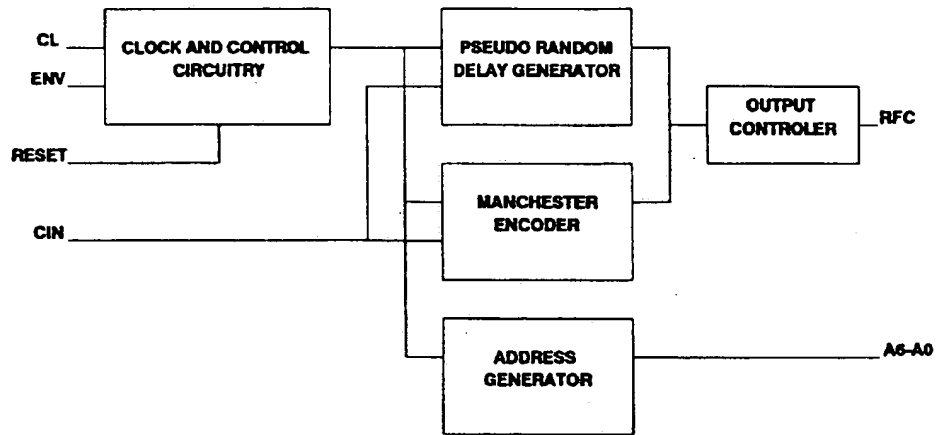 CL
ENV
RESET
CIN
CLOCK AND CONTROL
CIRCUITRY
PSEUDO RANDOM
DELAY GENERATOR
MANCHESTER
ENCODER
ADDRESS
GENERATOR
OUTPUT
CONTROLER
RFC
A6-A0